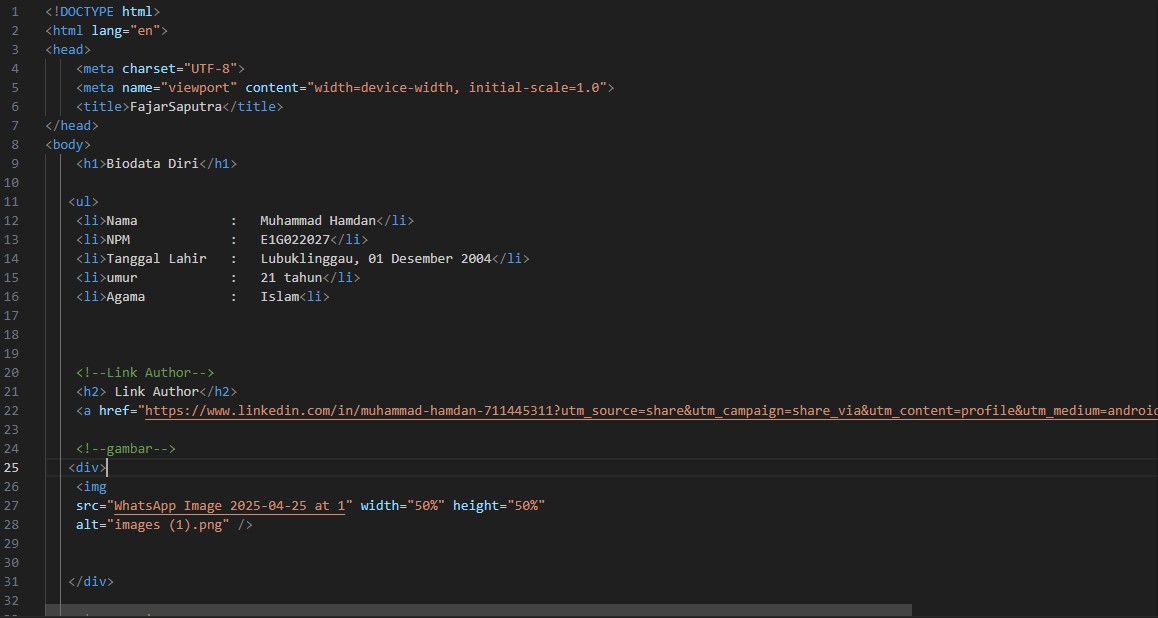 1 <!DOCTYPE html>
2 <html lang="en">
3 <head>
4     <meta charset="UTF-8">
5     <meta name="viewport" content="width=device-width, initial-scale=1.0">
6     <title>FajarSaputra</title>
7 </head>
8 <body>
9     <h1>Biodata Diri</h1>
10
11    <ul>
12     <li>Nama            :   Muhammad Hamdan</li>
13     <li>NPM             :   E1G022027</li>
14     <li>Tanggal Lahir   :   Lubuklinggau, 01 Desember 2004</li>
15     <li>umur            :   21 tahun</li>
16     <li>Agama           :   Islam<li>
17
18
19
20     <!--Link Author-->
21     <h2> Link Author</h2>
22     <a href="https://www.linkedin.com/in/muhammad-hamdan-711445311?utm_source=share&utm_campaign=share_via&utm_content=profile&utm_medium=android
23
24     <!--gambar-->
25    <div>
26     <img
27     src="WhatsApp Image 2025-04-25 at 1" width="50%" height="50%"
28     alt="images (1).png" />
29
30
31    </div>
32